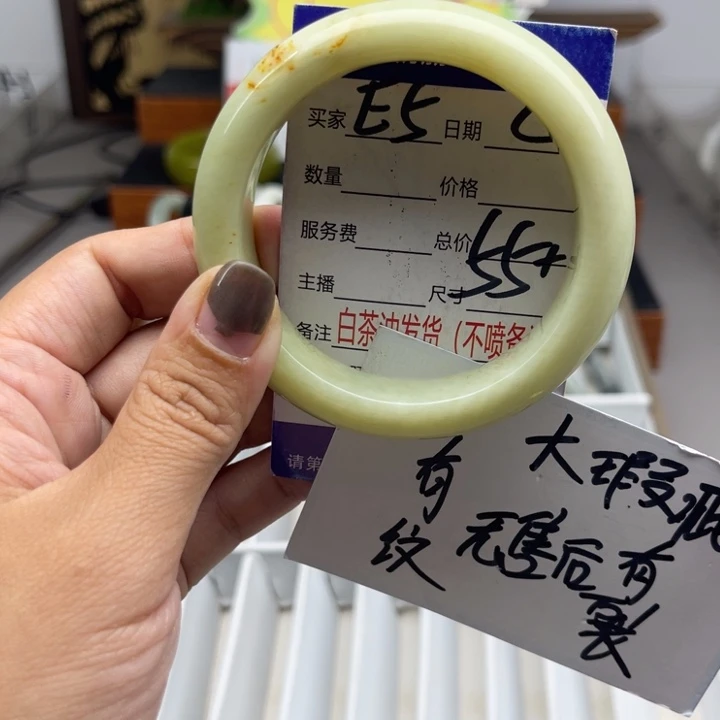 买家 E5 日期
数量 价格
服务费 总价
主播 尺寸 55+
备注 白茶油发货(不喷备
请第
有 大瑕疵
纹 无售后有
裂